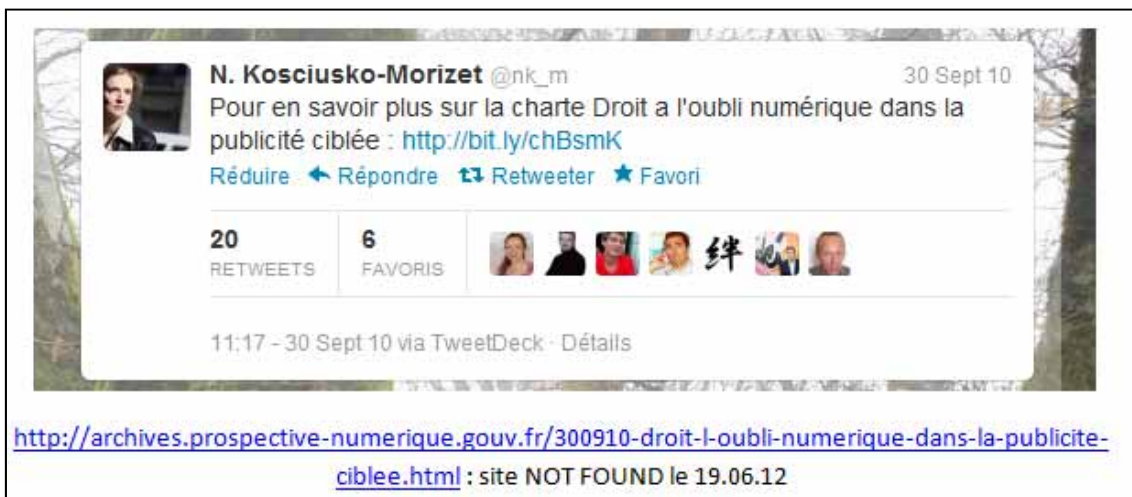 N. Kosciusko-Morizet @nk_m 30 Sept 10
Pour en savoir plus sur la charte Droit a l'oubli numérique dans la
publicité ciblée : http://bit.ly/chBsmK
Réduire Répondre Retweeter Favori
20 6
RETWEETS FAVORIS
絆
11:17 - 30 Sept 10 via TweetDeck · Détails
http://archives.prospective-numerique.gouv.fr/300910-droit-l-oubli-numerique-dans-la-publicite-
ciblee.html : site NOT FOUND le 19.06.12